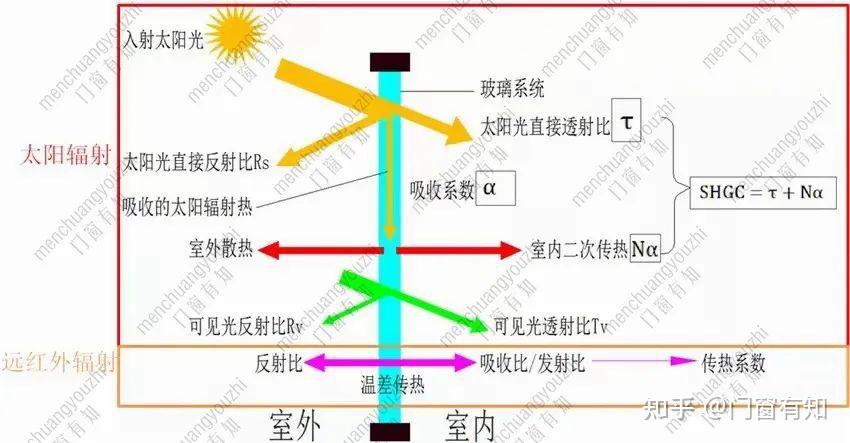 入射太阳光
玻璃系统
太阳光直接透射比 τ
太阳辐射
太阳光直接反射比Rs
吸收的太阳辐射热
吸收系数 α
SHGC = τ + Nα
室外散热
室内二次传热 Nα
可见光反射比Rv
可见光透射比Tv
远红外辐射
反射比
吸收比/发射比
传热系数
温差传热
室外
室内
知乎 @门窗有知
menchuangyouzhi
门窗有知